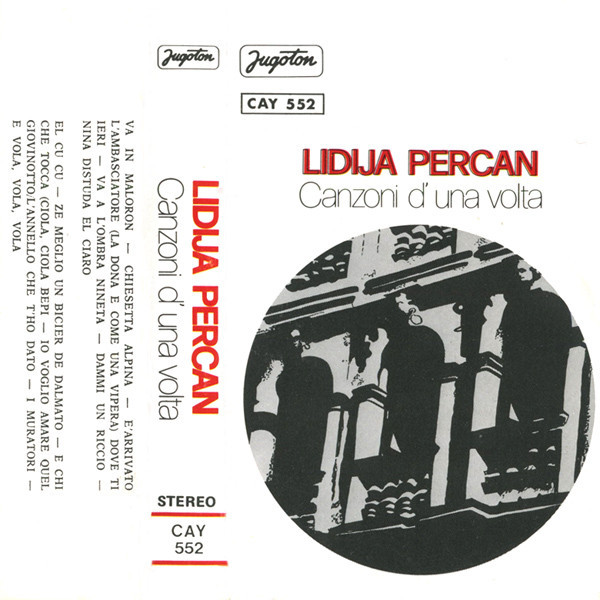 VA IN MALORON — CHIESETTA ALPINA — E'ARRIVATO
L'AMBASCIATORE (LA DONA E COME UNA VIPERA) DOVE TI
IERI — VA A L'OMBRA NINETA — DAMMI UN RICCIO —
NINA DISTUDA EL CIARO
EL CU CU — ZE MEGLIO UN BICIER DE DALMATO — E CHI
CHE TOCCA (CIOLA, CIOLA BEPI — IO VOGLIO AMARE QUEL
GIOVINOTTO/L'ANNELLO CHE T'HO DATO — I MURATORI —
E VOLA, VOLA, VOLA
Jugoton
LIDIJA PERCAN
Canzoni d'una volta
STEREO
CAY
552
Jugoton
CAY 552
LIDIJA PERCAN
Canzoni d'una volta